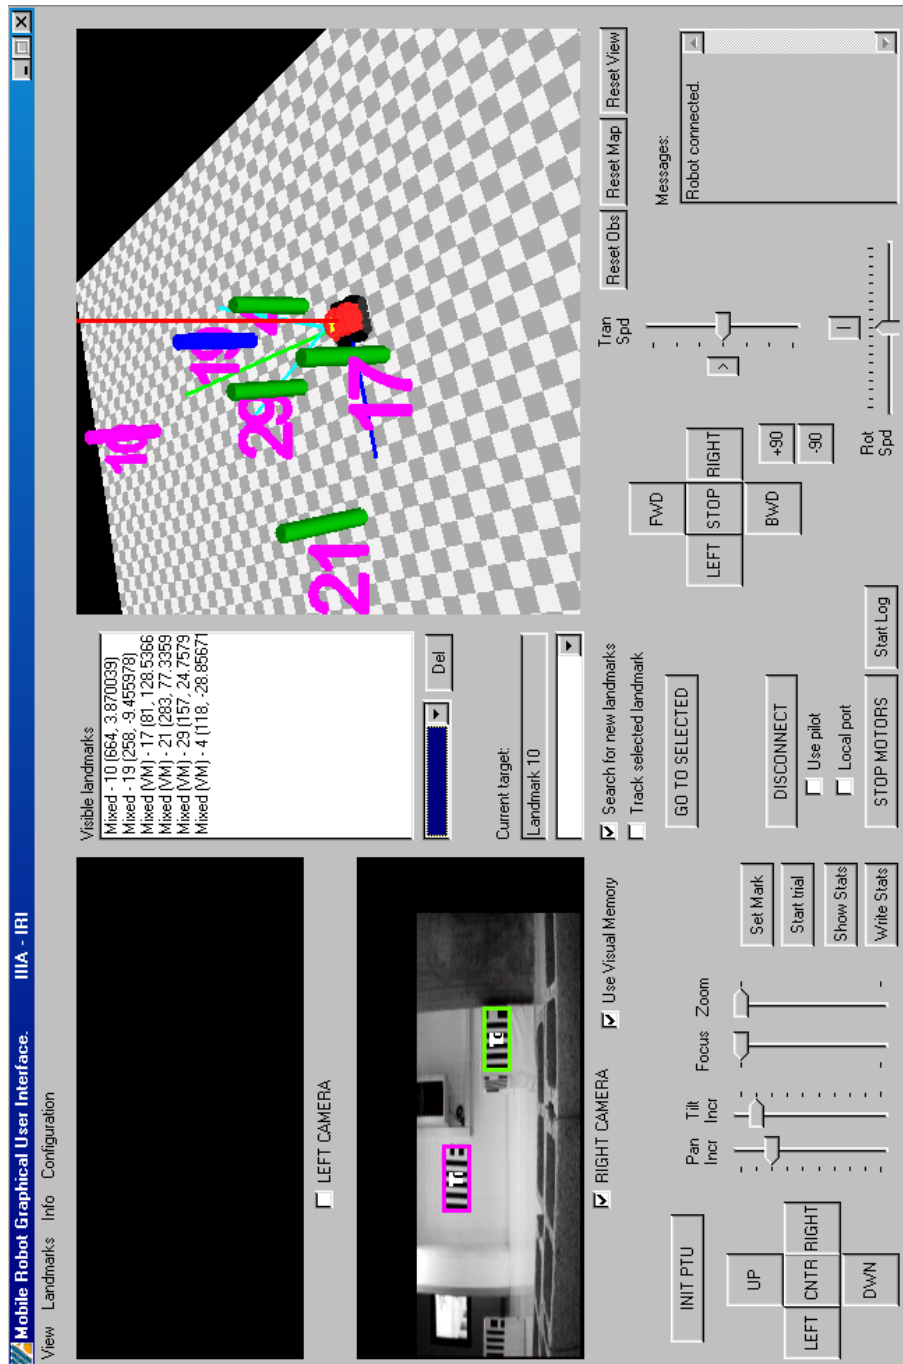 Mobile Robot Graphical User Interface. IIIA - IRI
View Landmarks Info Configuration
LEFT CAMERA
RIGHT CAMERA
Use Visual Memory
Visible landmarks
Mixed - 10 (664, 3.870039)
Mixed - 19 (258, -9.455978)
Mixed (VM) - 17 (81, 128.5366
Mixed (VM) - 21 (283, 77.3359
Mixed (VM) - 29 (157, 24.7579
Mixed (VM) - 4 (118, -28.85671
Del
Current target:
Landmark 10
Search for new landmarks
Track selected landmark
GO TO SELECTED
DISCONNECT
Use pilot
Local port
STOP MOTORS
Start Log
21
29
17
10
19
4
Reset Obs
Reset Map
Reset View
INIT PTU
UP
LEFT
CNTR
RIGHT
DWN
Pan Incr
Tilt Incr
Focus
Zoom
Set Mark
Start trial
Show Stats
Write Stats
FWD
LEFT
STOP
RIGHT
BWD
+90
-90
Tran Spd
>
Rot Spd
|
Messages:
Robot connected.